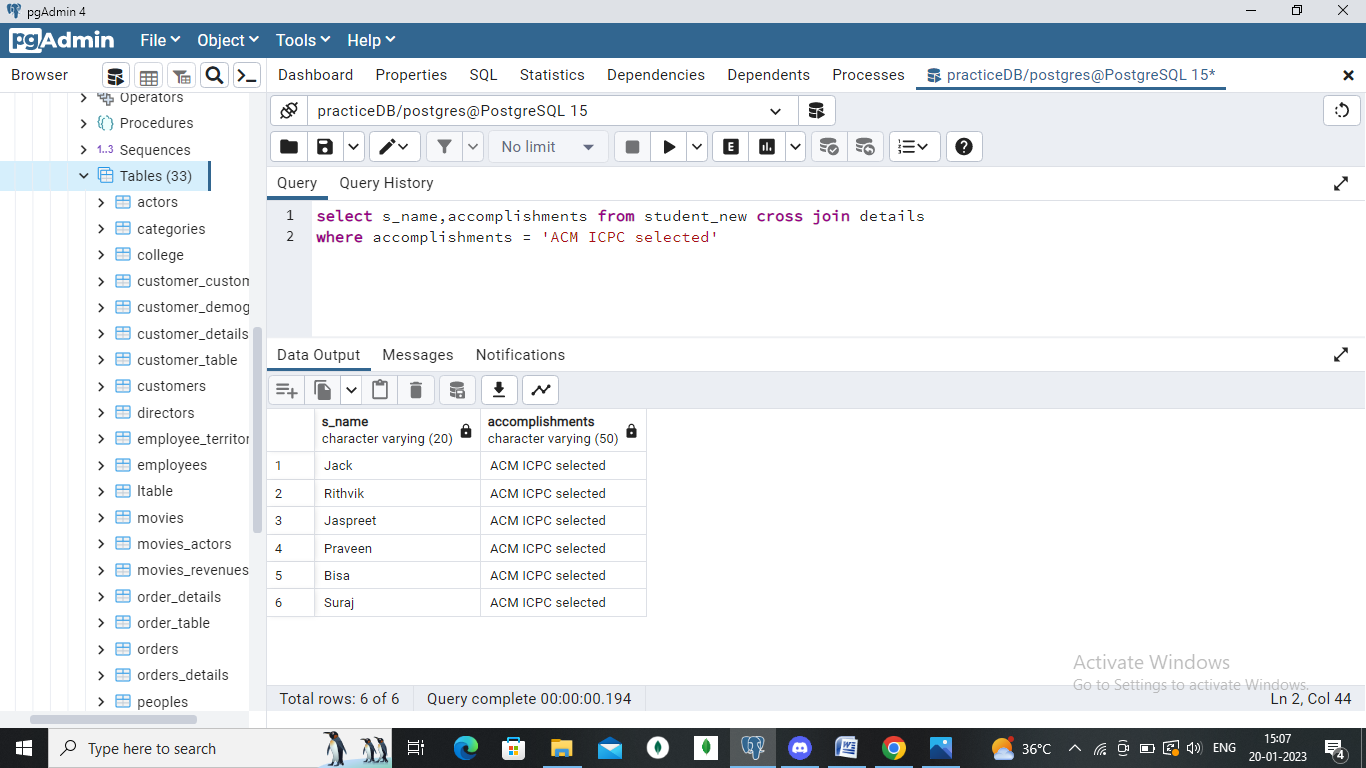 pgAdmin 4
pgAdmin File Object Tools Help
Browser Dashboard Properties SQL Statistics Dependencies Dependents Processes practiceDB/postgres@PostgreSQL 15*
Operators
Procedures
1..3 Sequences
Tables (33)
actors
categories
college
customer_custom
customer_demog
customer_details
customer_table
customers
directors
employee_territor
employees
ltable
movies
movies_actors
movies_revenues
order_details
order_table
orders
orders_details
peoples
practiceDB/postgres@PostgreSQL 15
No limit E
Query Query History
1 select s_name,accomplishments from student_new cross join details
2 where accomplishments = 'ACM ICPC selected'
Data Output Messages Notifications
s_name accomplishments
character varying (20) character varying (50)
1 Jack ACM ICPC selected
2 Rithvik ACM ICPC selected
3 Jaspreet ACM ICPC selected
4 Praveen ACM ICPC selected
5 Bisa ACM ICPC selected
6 Suraj ACM ICPC selected
Activate Windows
Go to Settings to activate Windows.
Total rows: 6 of 6 Query complete 00:00:00.194 Ln 2, Col 44
Type here to search 36°C ENG 15:07
20-01-2023 4